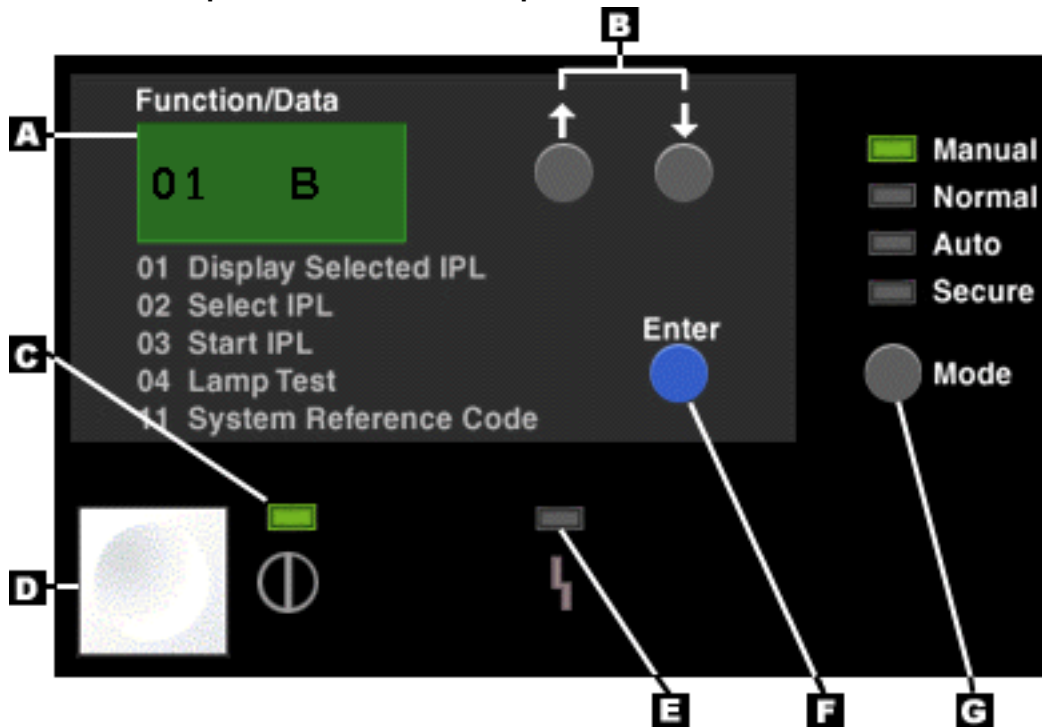 B
Function/Data
A
01 B
Manual
Normal
Auto
Secure
01 Display Selected IPL
02 Select IPL
03 Start IPL
04 Lamp Test
11 System Reference Code
Enter
C
Mode
D
E
F
G